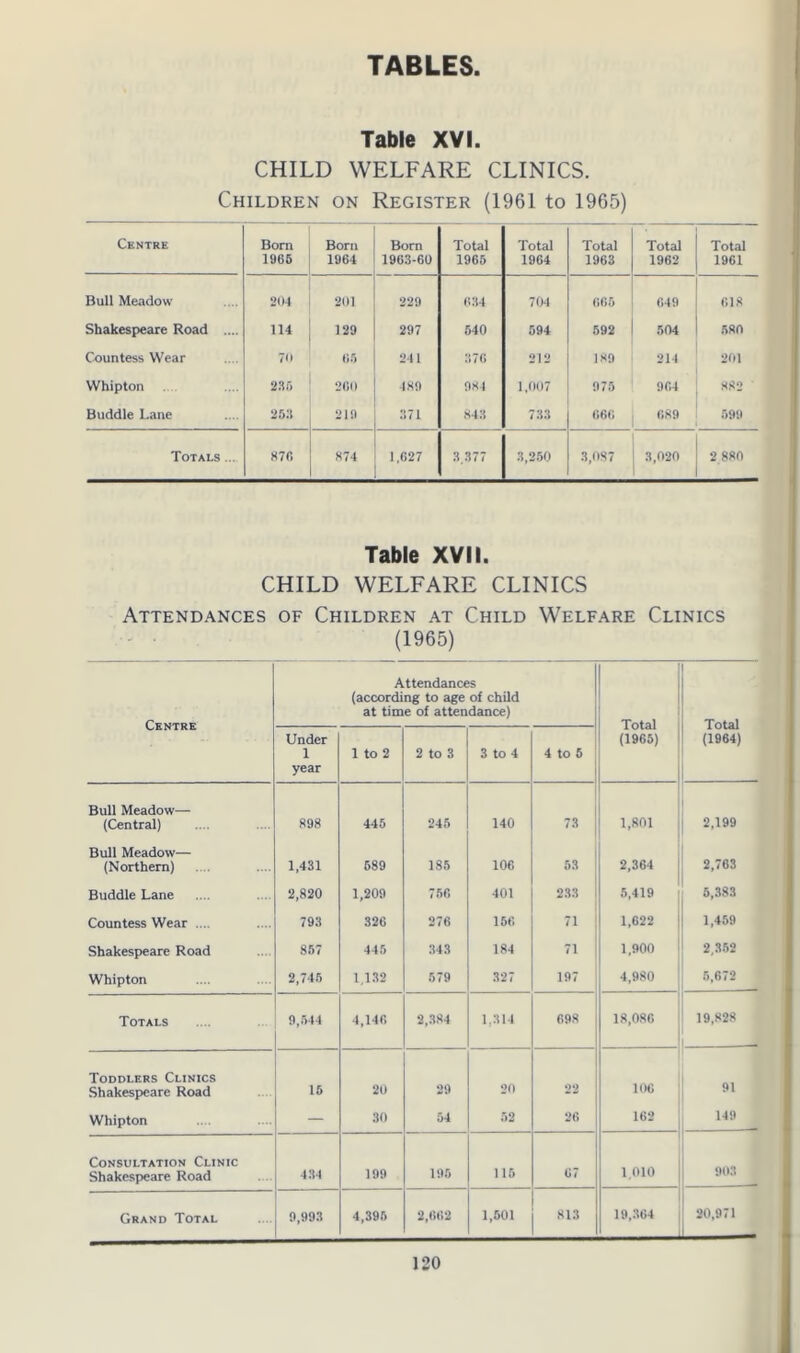 TABLES.
Table XVI.
CHILD WELFARE CLINICS.
Children on Register (1961 to 1965)
Centre | Born 1965 | Born 1964 | Born 1963-60 | Total 1965 | Total 1964 | Total 1963 | Total 1962 | Total 1961
Bull Meadow .... 204 201 229 634 704 665 649 618
Shakespeare Road .... 114 129 297 540 594 592 504 580
Countess Wear .... 70 65 241 376 212 189 214 201
Whipton .... .... 235 260 489 984 1,007 975 964 882
Buddle Lane .... 253 219 371 843 733 666 689 599
Totals .... 876 874 1,627 3,377 3,250 3,087 3,020 2 880
Table XVII.
CHILD WELFARE CLINICS
Attendances of Children at Child Welfare Clinics
(1965)
Centre | Attendances (according to age of child at time of attendance) | Total (1965) | Total (1964)
Under 1 year | 1 to 2 | 2 to 3 | 3 to 4 | 4 to 5
Bull Meadow—
(Central) .... .... 898 445 245 140 73 1,801 2,199
Bull Meadow—
(Northern) .... .... 1,431 589 185 106 53 2,364 2,763
Buddle Lane .... .... 2,820 1,209 756 401 233 5,419 5,383
Countess Wear .... .... 793 326 276 156 71 1,622 1,459
Shakespeare Road .... 857 445 343 184 71 1,900 2,352
Whipton .... .... 2,745 1,132 579 327 197 4,980 5,672
Totals .... .... 9,544 4,146 2,384 1,314 698 18,086 19,828
Toddlers Clinics
Shakespeare Road .... 15 20 29 20 22 106 91
Whipton .... .... — 30 54 52 26 162 149
Consultation Clinic
Shakespeare Road .... 434 199 195 115 67 1,010 903
Grand Total .... 9,993 4,395 2,662 1,501 813 19,364 20,971
120